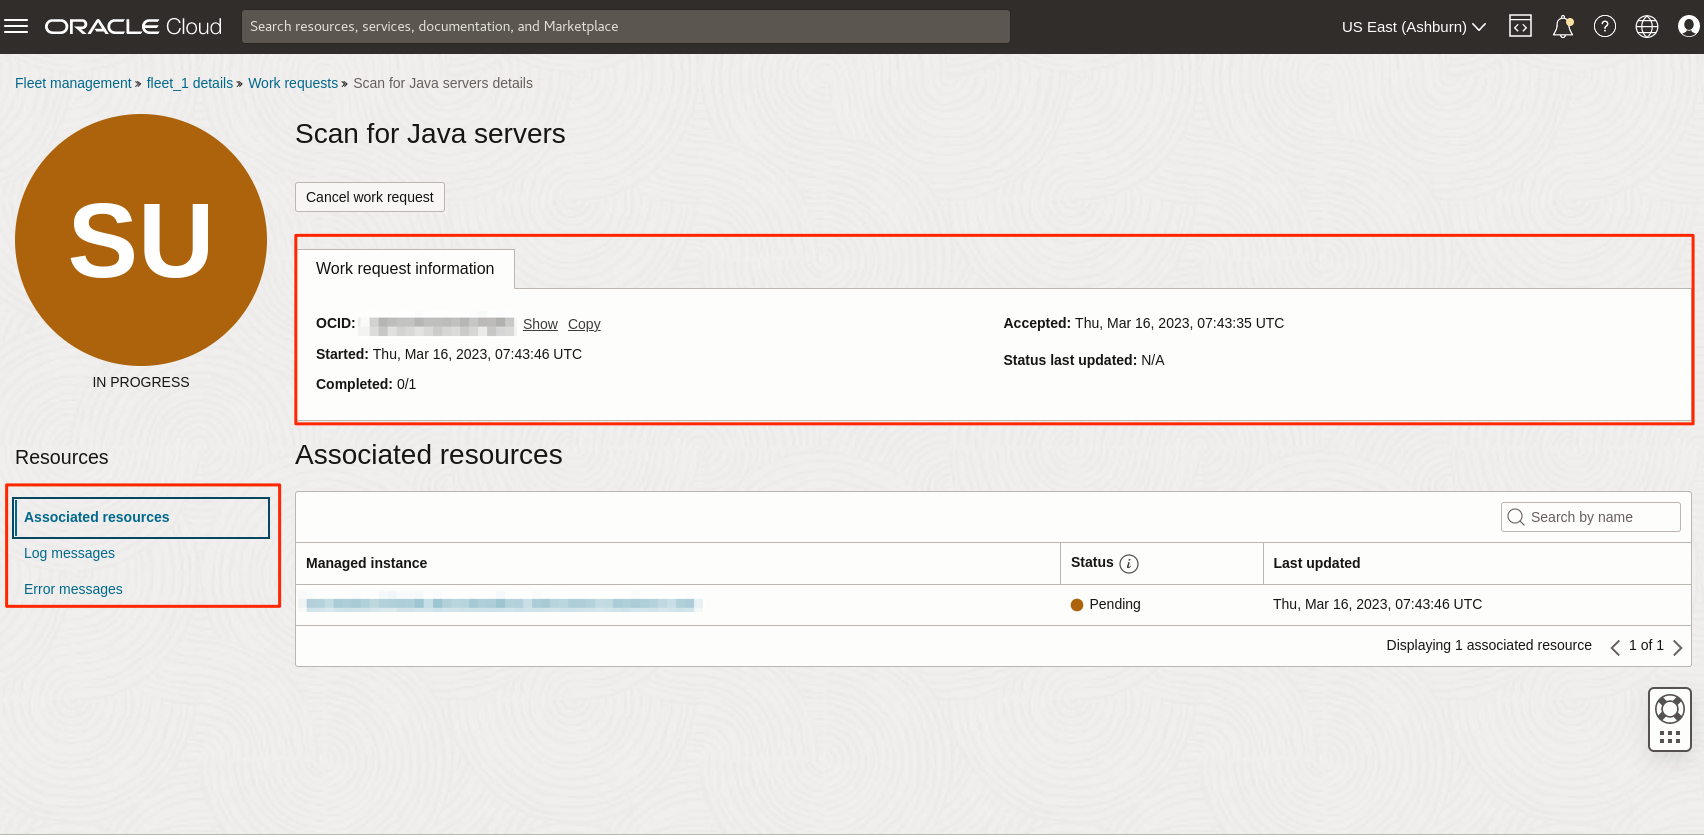 ORACLE Cloud
Search resources, services, documentation, and Marketplace
US East (Ashburn)
Fleet management » fleet_1 details » Work requests » Scan for Java servers details
SU
IN PROGRESS
Scan for Java servers
Cancel work request
Work request information
OCID: Show Copy
Started: Thu, Mar 16, 2023, 07:43:46 UTC
Completed: 0/1
Accepted: Thu, Mar 16, 2023, 07:43:35 UTC
Status last updated: N/A
Resources
Associated resources
Log messages
Error messages
Associated resources
Search by name
Managed instance Status i Last updated
Pending Thu, Mar 16, 2023, 07:43:46 UTC
Displaying 1 associated resource 1 of 1